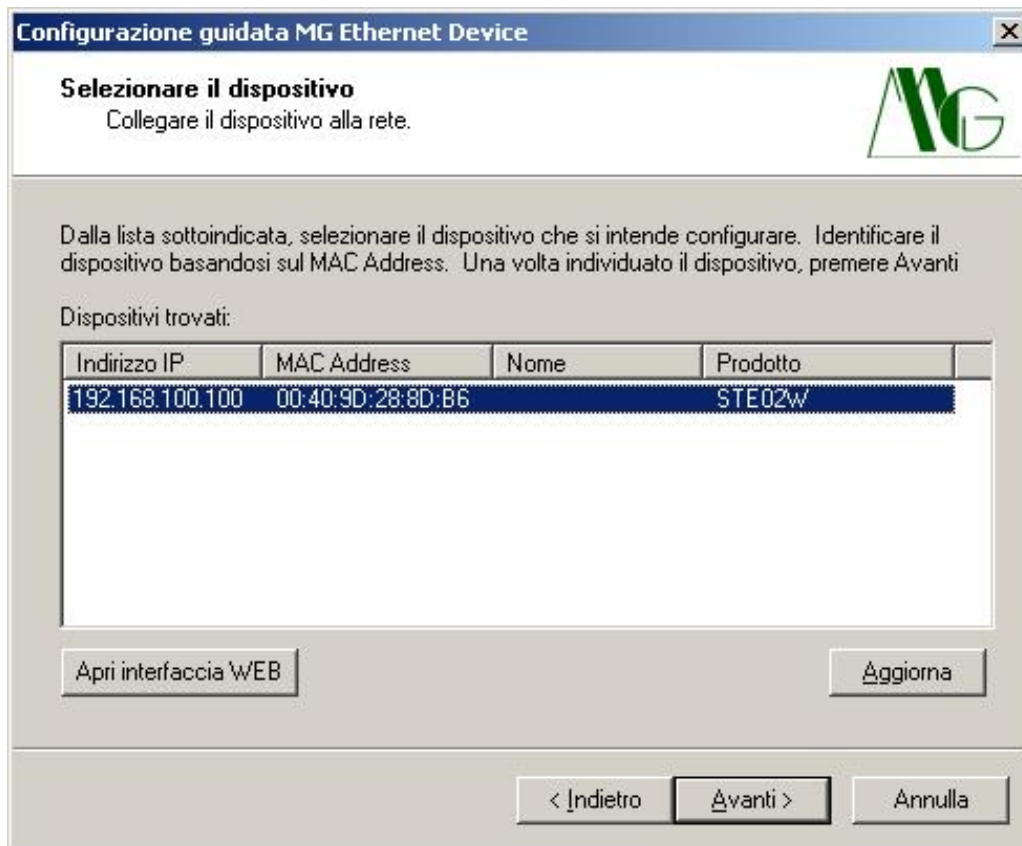 Configurazione guidata MG Ethernet Device
Selezionare il dispositivo
Collegare il dispositivo alla rete.
MG
Dalla lista sottoindicata, selezionare il dispositivo che si intende configurare. Identificare il
dispositivo basandosi sul MAC Address. Una volta individuato il dispositivo, premere Avanti
Dispositivi trovati:
Indirizzo IP MAC Address Nome Prodotto
192.168.100.100 00:40:9D:28:8D:B6 STE02W
Apri interfaccia WEB Aggiorna
< Indietro Avanti > Annulla